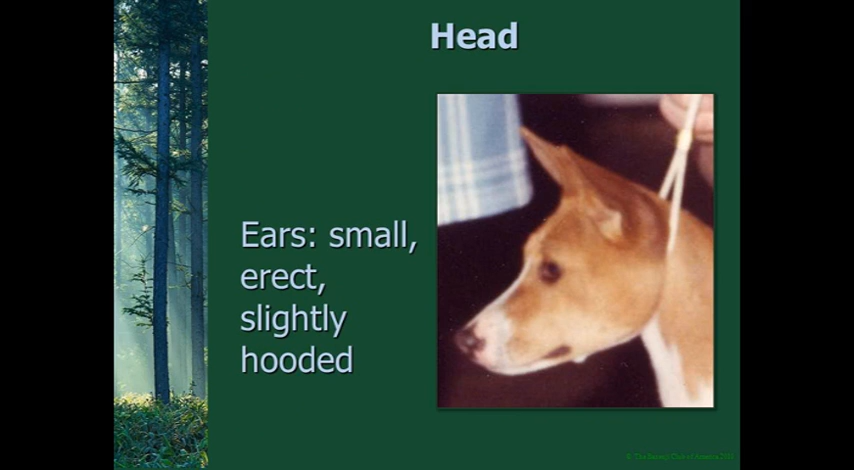 Head
Ears: small,
erect,
slightly
hooded